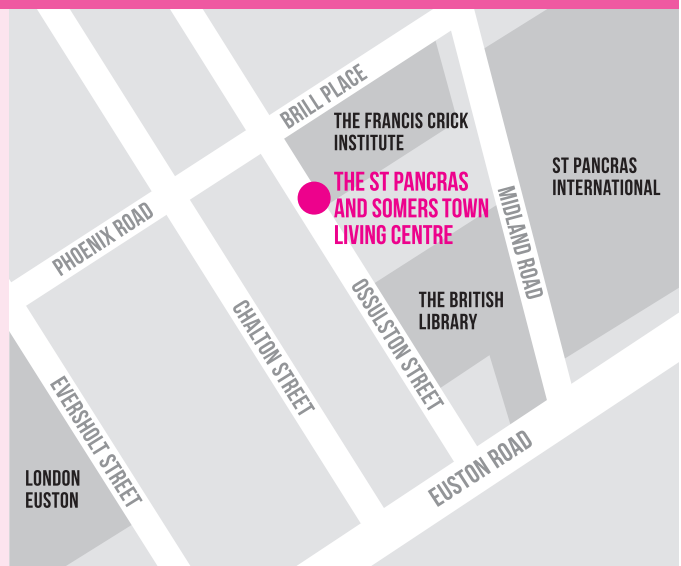 BRILL PLACE
THE FRANCIS CRICK
INSTITUTE
ST PANCRAS
INTERNATIONAL
THE ST PANCRAS
AND SOMERS TOWN
LIVING CENTRE
MIDLAND ROAD
PHOENIX ROAD
OSSULSTON STREET
THE BRITISH
LIBRARY
CHALTON STREET
EVERSHOLT STREET
EUSTON ROAD
LONDON
EUSTON